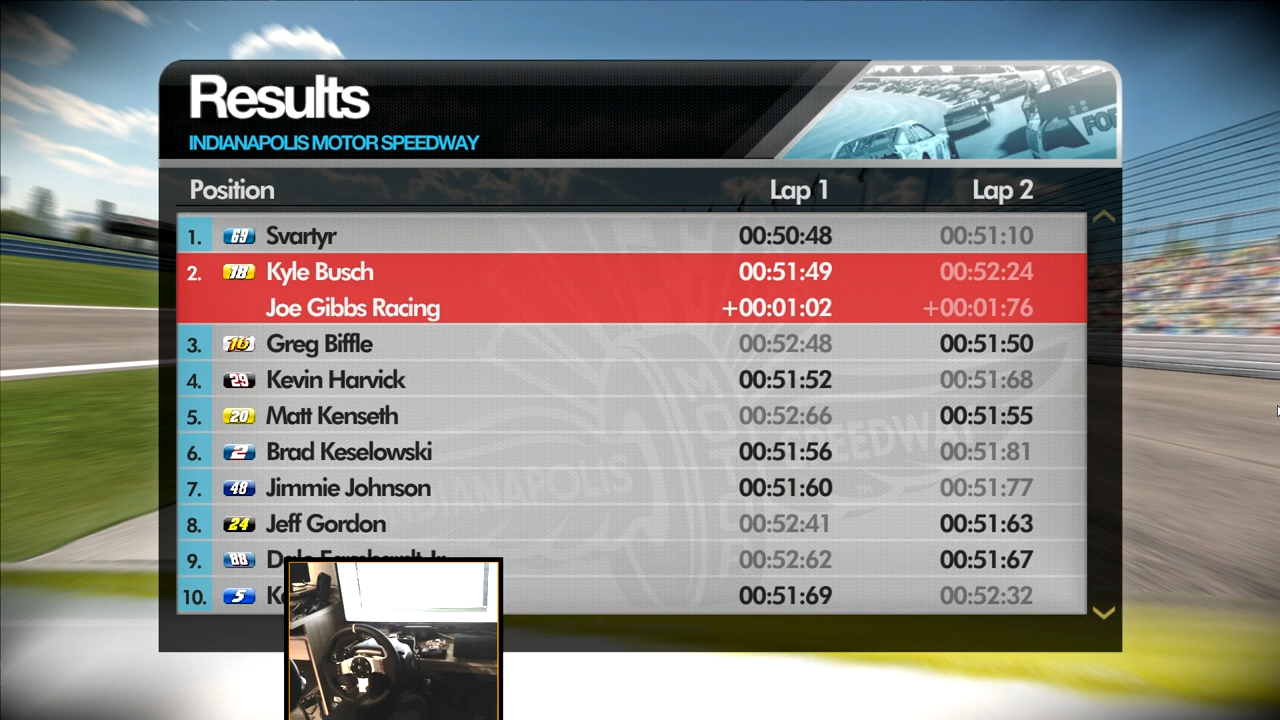 Results
INDIANAPOLIS MOTOR SPEEDWAY
Position Lap 1 Lap 2
1. 69 Svartyr 00:50:48 00:51:10
2. 18 Kyle Busch 00:51:49 00:52:24
Joe Gibbs Racing +00:01:02 +00:01:76
3. 16 Greg Biffle 00:52:48 00:51:50
4. 29 Kevin Harvick 00:51:52 00:51:68
5. 20 Matt Kenseth 00:52:66 00:51:55
6. 2 Brad Keselowski 00:51:56 00:51:81
7. 48 Jimmie Johnson 00:51:60 00:51:77
8. 24 Jeff Gordon 00:52:41 00:51:63
9. 88 00:52:62 00:51:67
10. 5 00:51:69 00:52:32
INDIANAPOLIS MOTOR SPEEDWAY